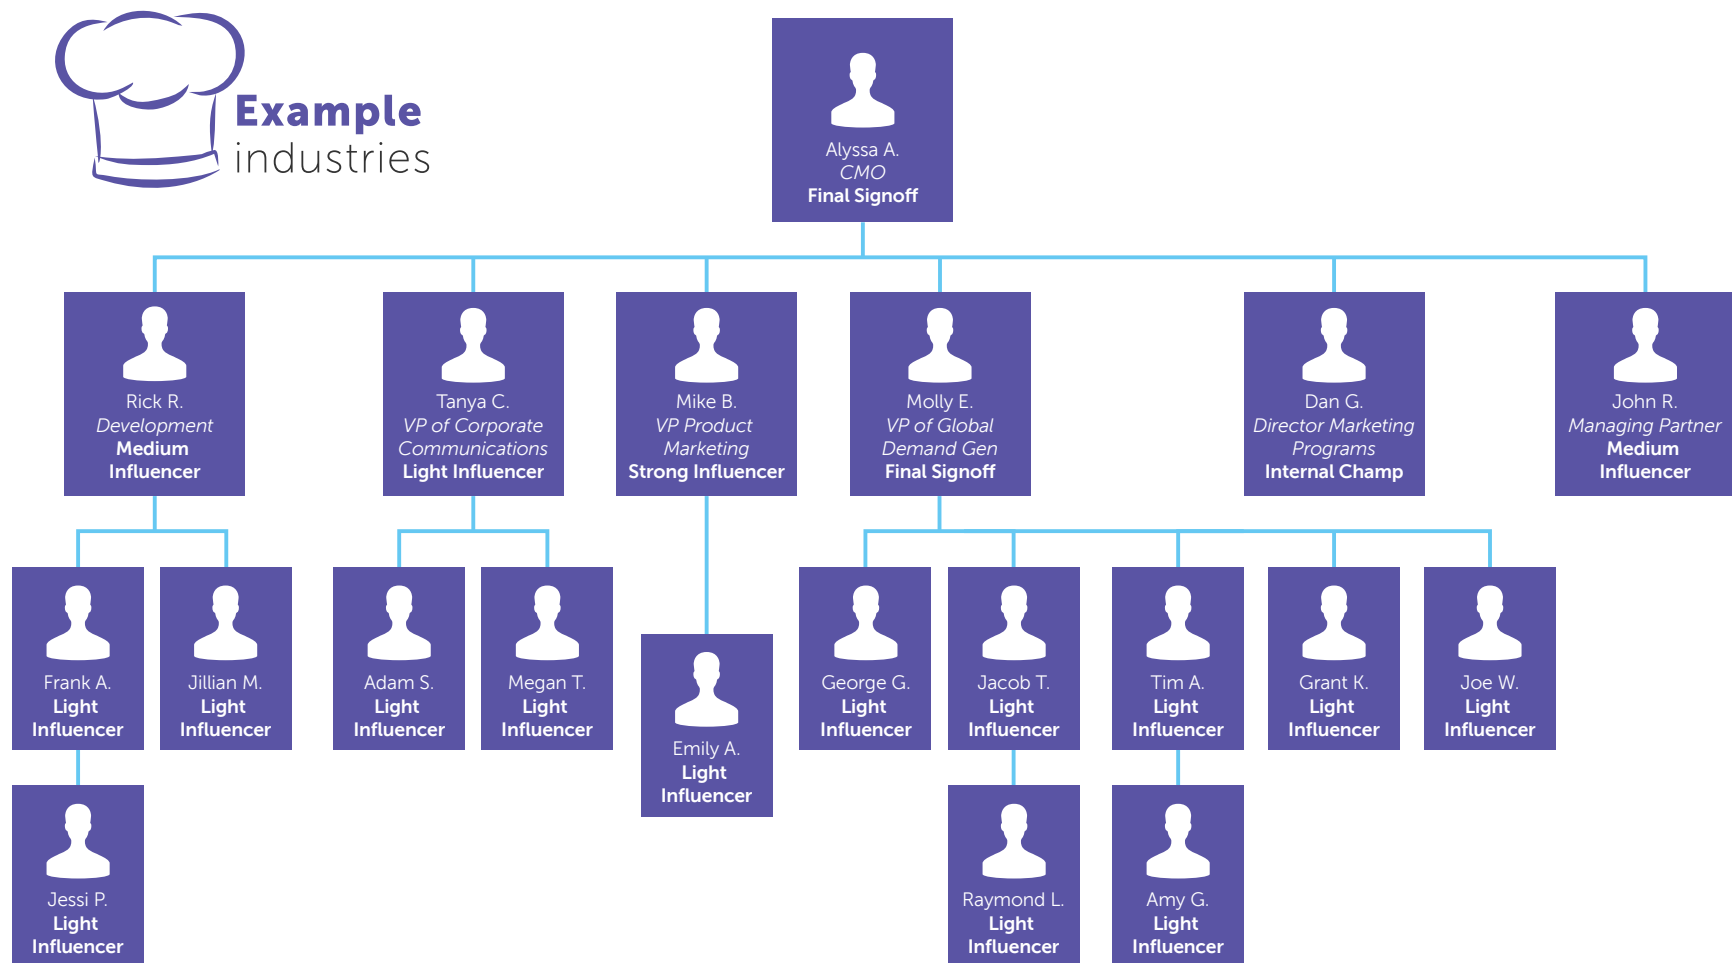 Example
industries
Alyssa A.
CMO
Final Signoff
Rick R.
Development
Medium
Influencer
Tanya C.
VP of Corporate
Communications
Light Influencer
Mike B.
VP Product
Marketing
Strong Influencer
Molly E.
VP of Global
Demand Gen
Final Signoff
Dan G.
Director Marketing
Programs
Internal Champ
John R.
Managing Partner
Medium
Influencer
Frank A.
Light
Influencer
Jillian M.
Light
Influencer
Adam S.
Light
Influencer
Megan T.
Light
Influencer
Emily A.
Light
Influencer
George G.
Light
Influencer
Jacob T.
Light
Influencer
Tim A.
Light
Influencer
Grant K.
Light
Influencer
Joe W.
Light
Influencer
Jessi P.
Light
Influencer
Raymond L.
Light
Influencer
Amy G.
Light
Influencer